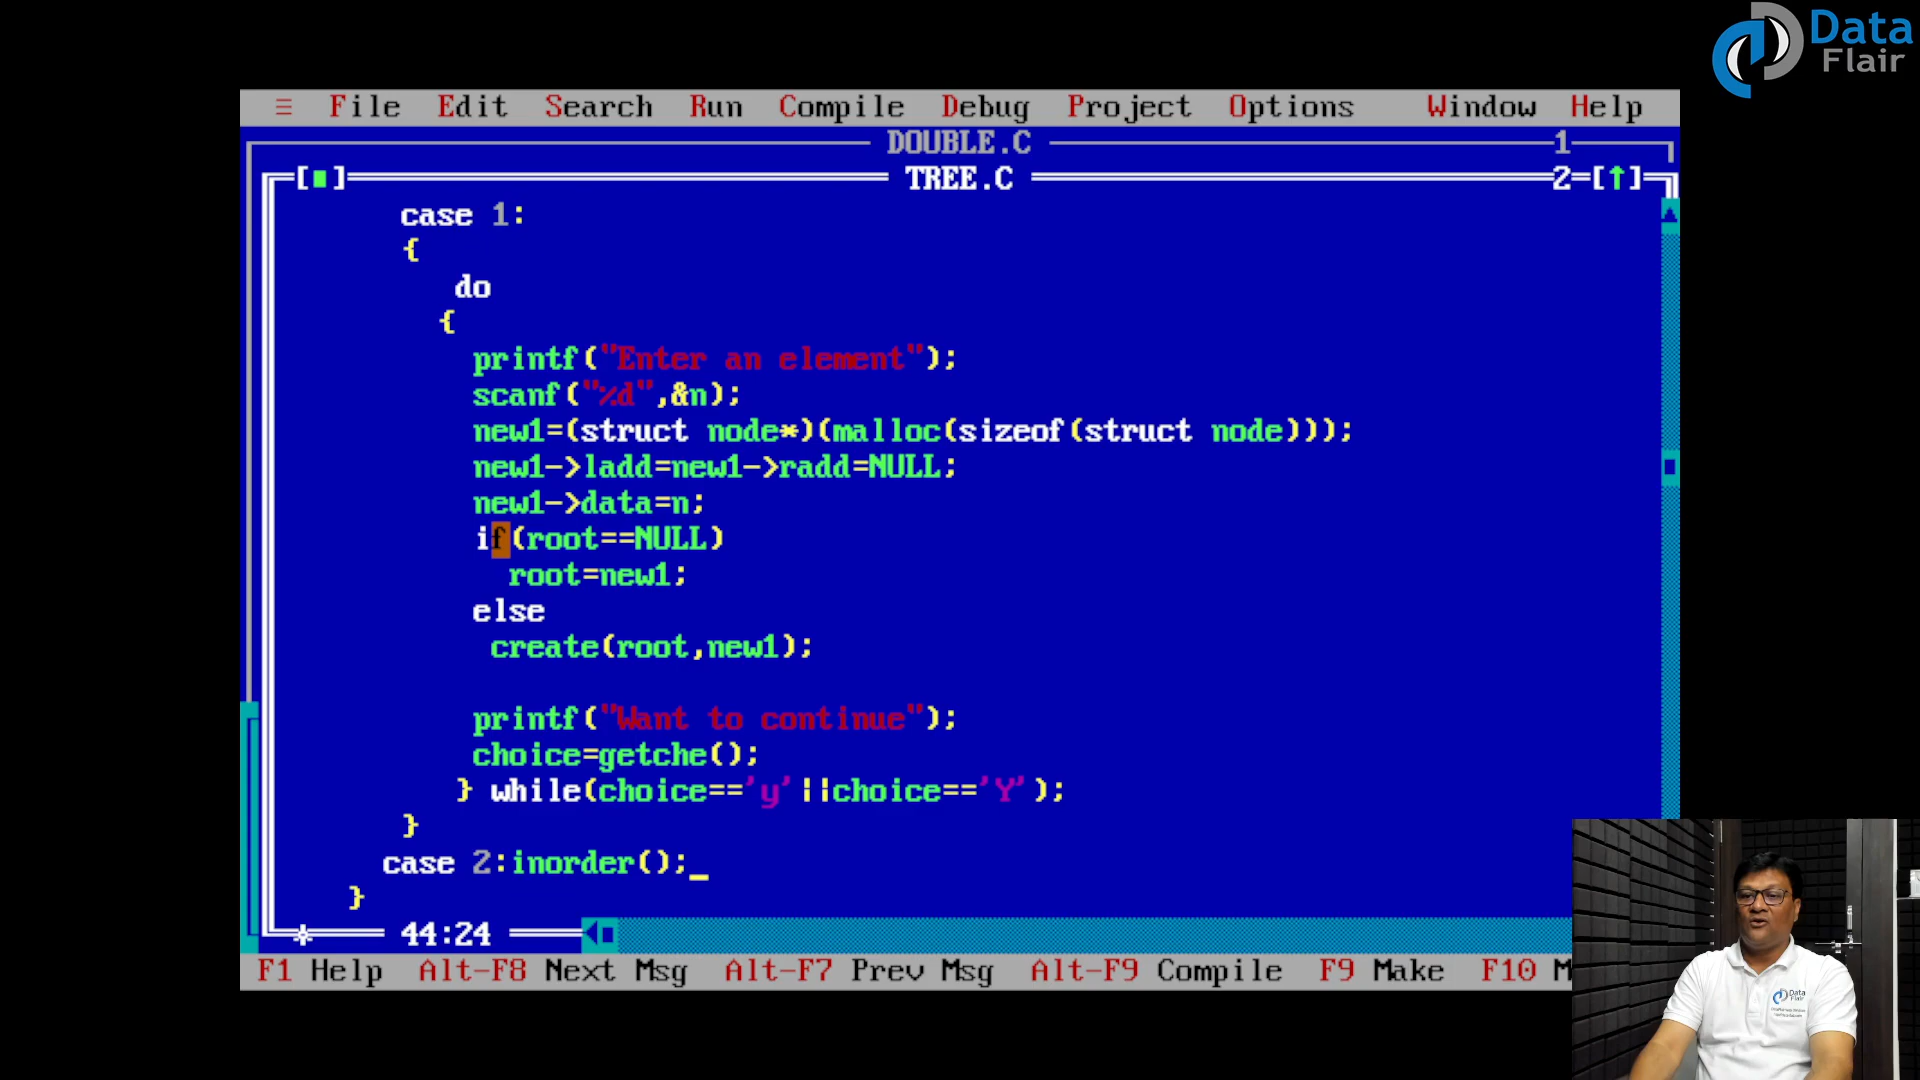 Data
Flair
≡ File Edit Search Run Compile Debug Project Options Window Help
DOUBLE.C 1
[■] TREE.C 2=[↑]
case 1:
{
do
{
printf("Enter an element");
scanf("%d",&n);
new1=(struct node*)(malloc(sizeof(struct node)));
new1->ladd=new1->radd=NULL;
new1->data=n;
if(root==NULL)
root=new1;
else
create(root,new1);
printf("Want to continue");
choice=getche();
} while(choice=='y'||choice=='Y');
}
case 2:inorder();_
}
44:24
F1 Help Alt-F8 Next Msg Alt-F7 Prev Msg Alt-F9 Compile F9 Make F10 M
Data
Flair